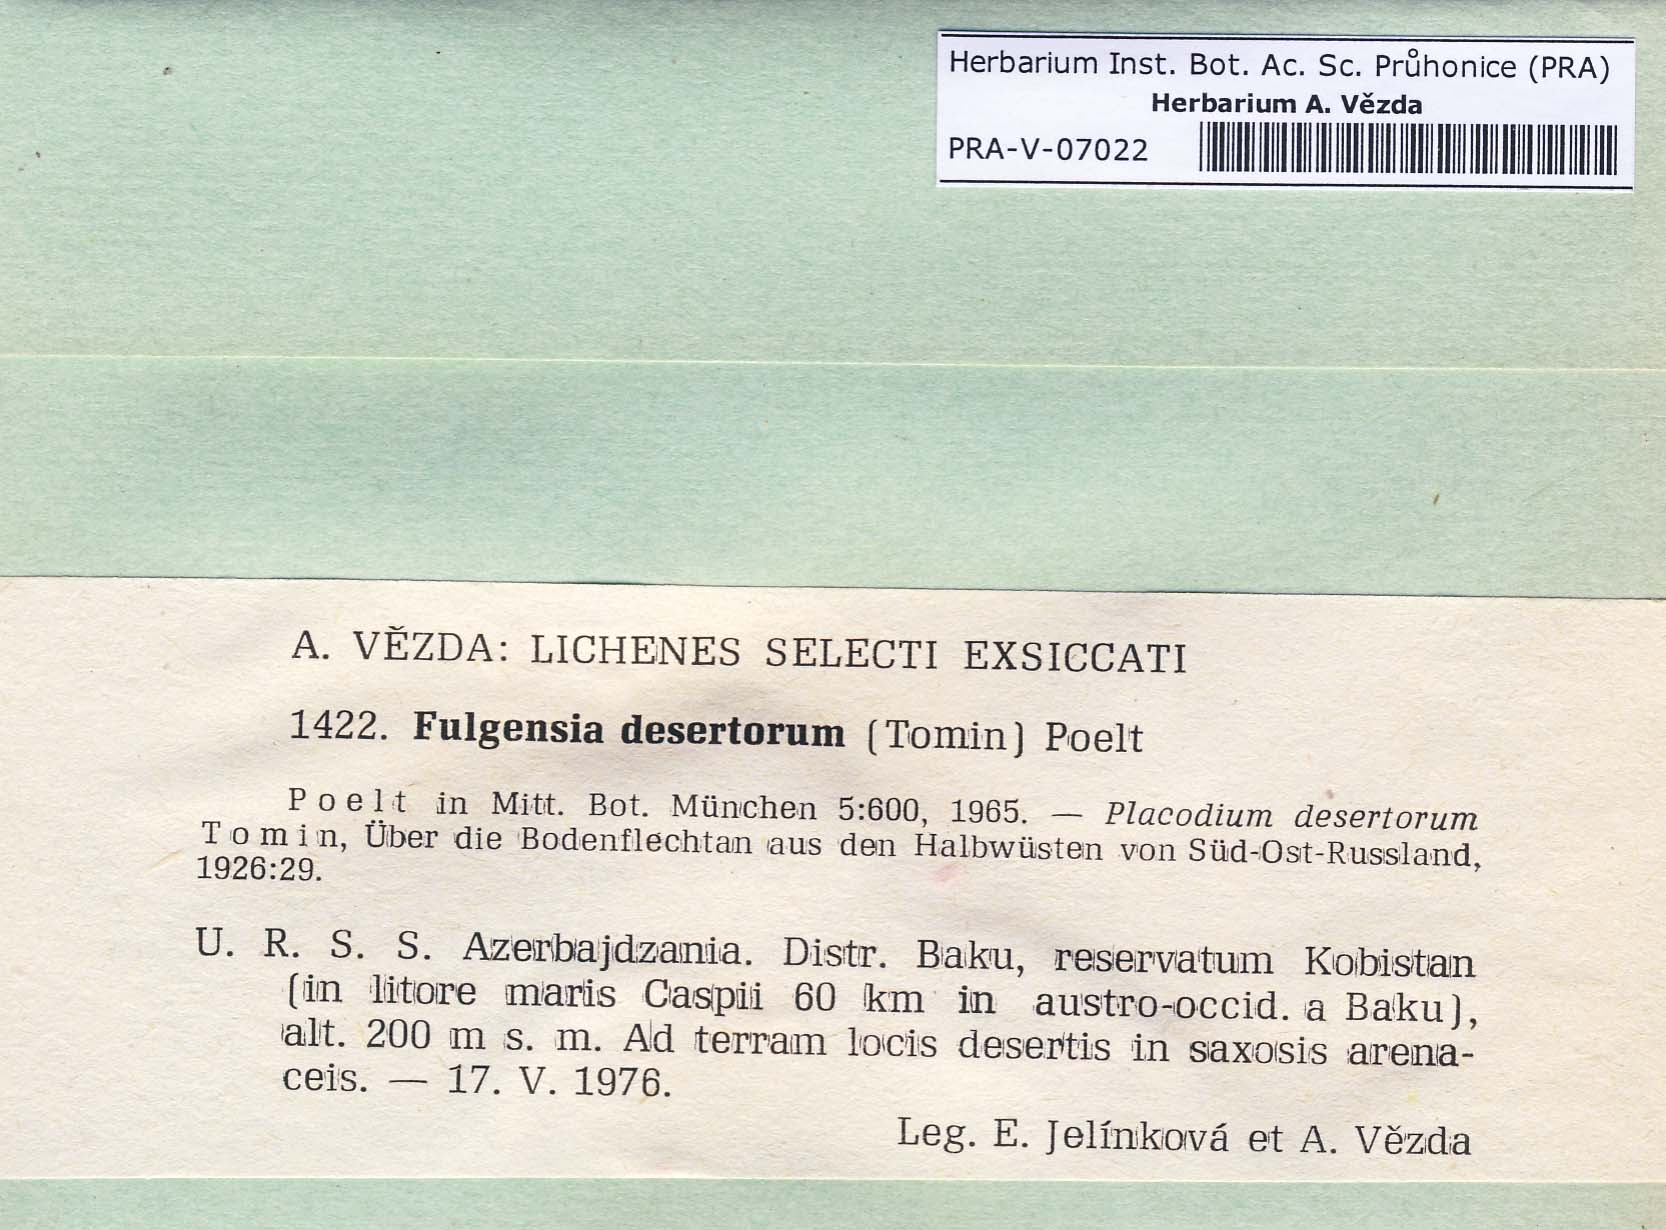 Herbarium Inst. Bot. Ac. Sc. Průhonice (PRA)
Herbarium A. Vězda
PRA-V-07022
A. VĚZDA: LICHENES SELECTI EXSICCATI
1422. Fulgensia desertorum (Tomin) Poelt
Poelt in Mitt. Bot. München 5:600, 1965. — Placodium desertorum
Tomin, Über die Bodenflechtan aus den Halbwüsten von Süd-Ost-Russland,
1926:29.
U. R. S. S. Azerbajdzania. Distr. Baku, reservatum Kobistan
(in litore maris Caspii 60 km in austro-occid. a Baku),
alt. 200 m s. m. Ad terram locis desertis in saxosis arena-
ceis. — 17. V. 1976.
Leg. E. Jelínková et A. Vězda